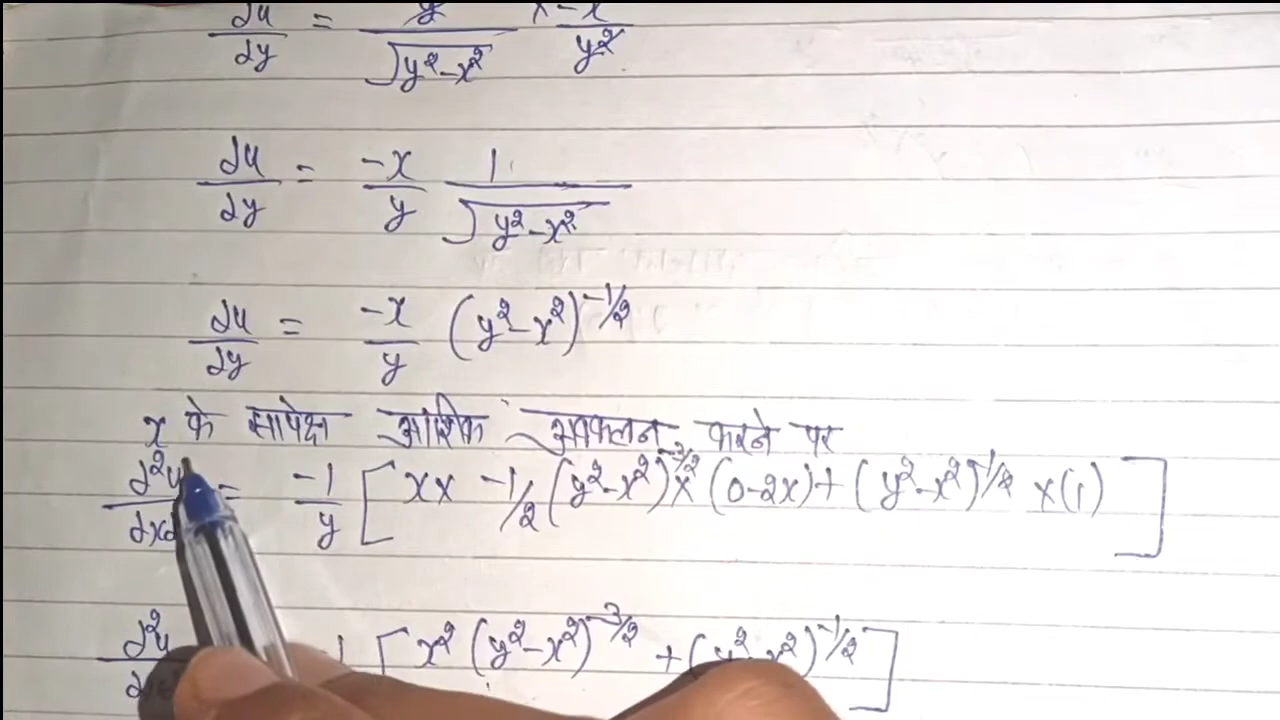 ∂u/∂y = y/√(y²-x²) × -x/y²
∂u/∂y = -x/y 1/√(y²-x²)
∂u/∂y = -x/y (y²-x²)^-1/2
x के सापेक्ष आंशिक अवकलन करने पर
∂²u/∂x∂ = -1/y [x× -1/2 (y²-x²)^-3/2 × (0-2x)+ (y²-x²)^-1/2 ×(1)]
∂²u [x² (y²-x²)^-3/2 + (y²-x²)^-1/2]